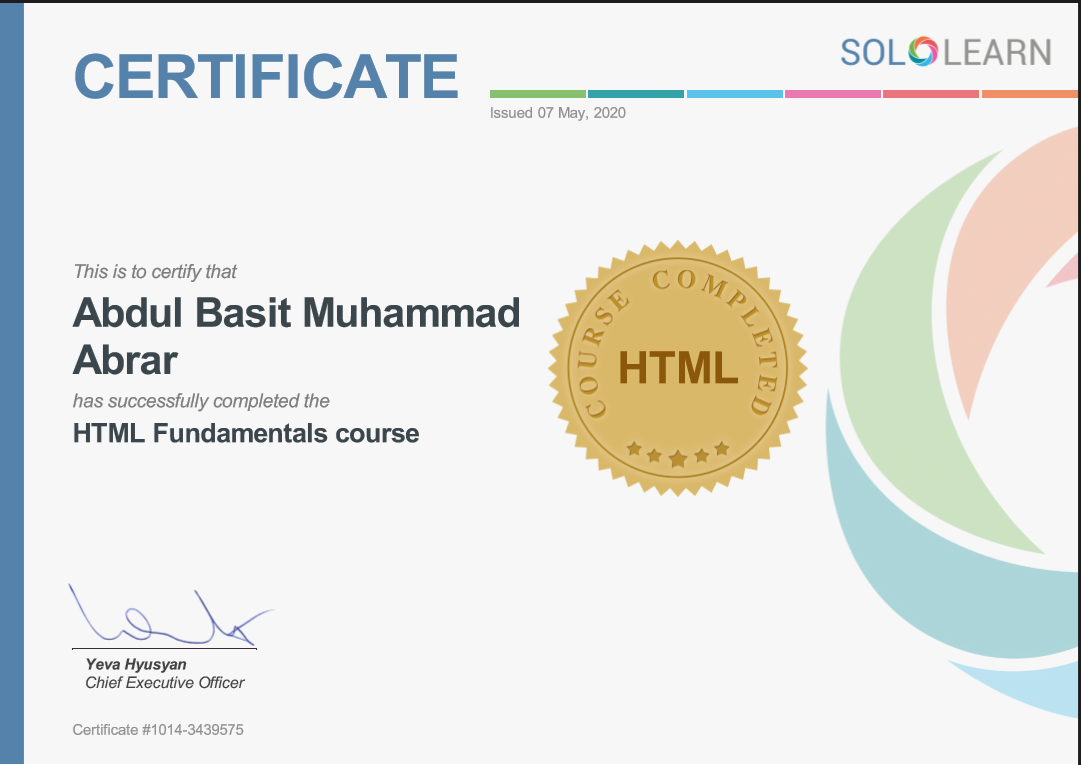 CERTIFICATE
SOLOLEARN
Issued 07 May, 2020
This is to certify that
Abdul Basit Muhammad
Abrar
has successfully completed the
HTML Fundamentals course
COURSE COMPLETED
HTML
Yeva Hyusyan
Chief Executive Officer
Certificate #1014-3439575